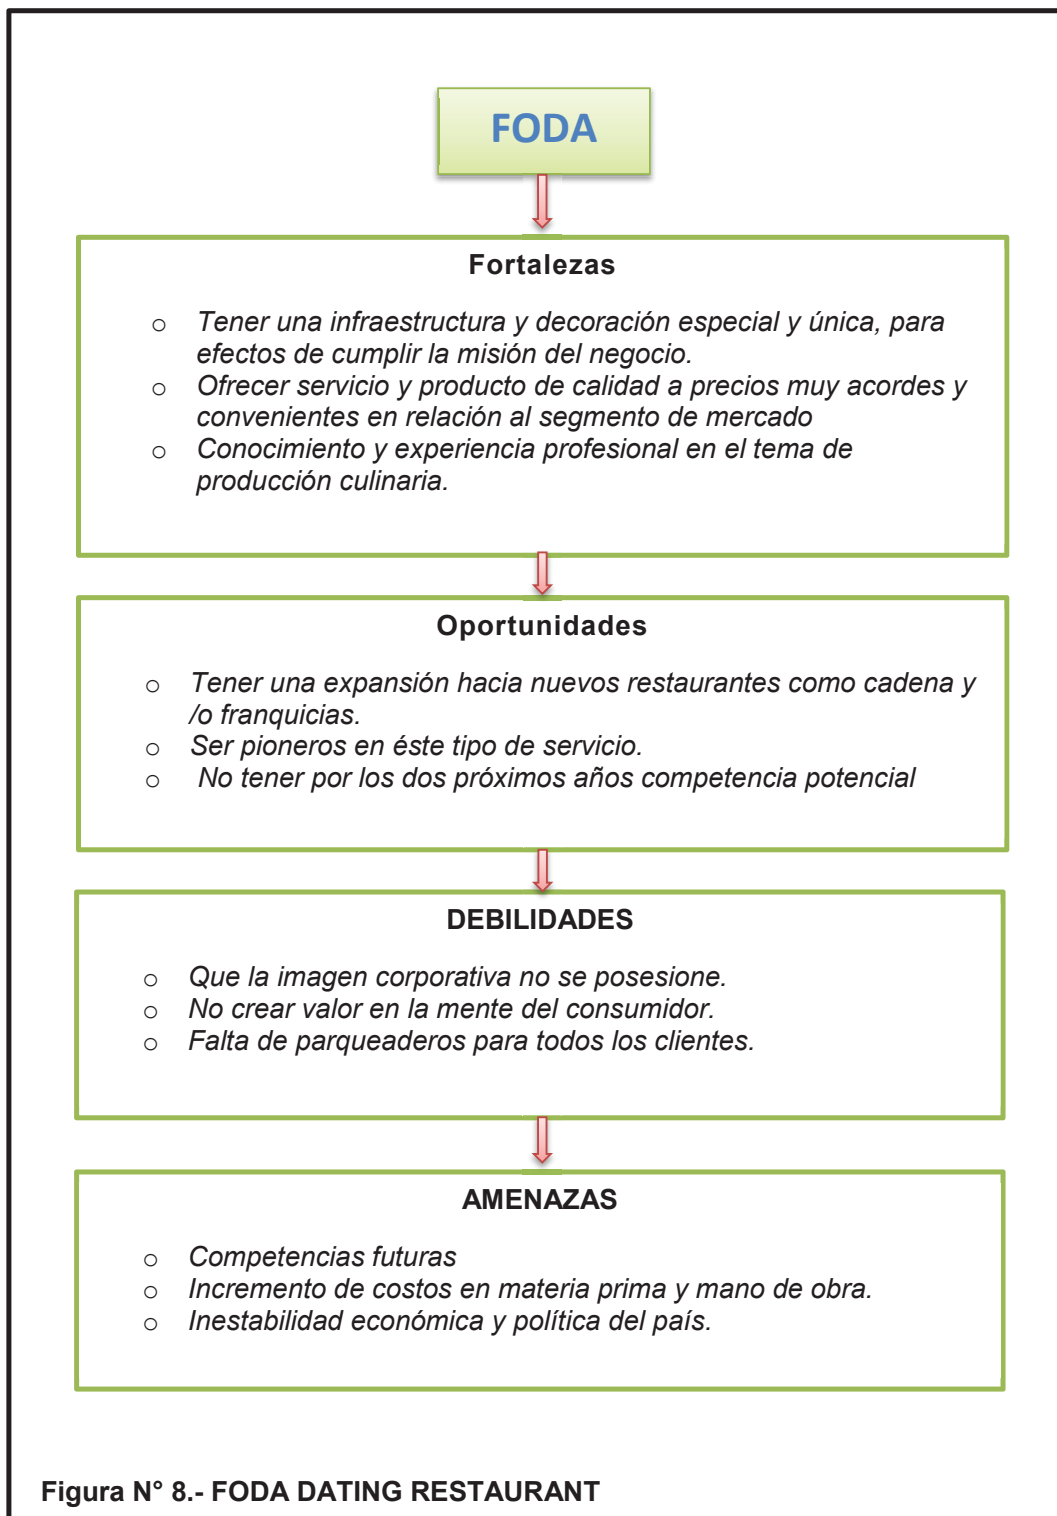 FODA
Fortalezas
o Tener una infraestructura y decoración especial y única, para
efectos de cumplir la misión del negocio.
o Ofrecer servicio y producto de calidad a precios muy acordes y
convenientes en relación al segmento de mercado
o Conocimiento y experiencia profesional en el tema de
producción culinaria.
Oportunidades
o Tener una expansión hacia nuevos restaurantes como cadena y
/o franquicias.
o Ser pioneros en éste tipo de servicio.
o No tener por los dos próximos años competencia potencial
DEBILIDADES
o Que la imagen corporativa no se posesione.
o No crear valor en la mente del consumidor.
o Falta de parqueaderos para todos los clientes.
AMENAZAS
o Competencias futuras
o Incremento de costos en materia prima y mano de obra.
o Inestabilidad económica y política del país.
Figura N° 8.- FODA DATING RESTAURANT